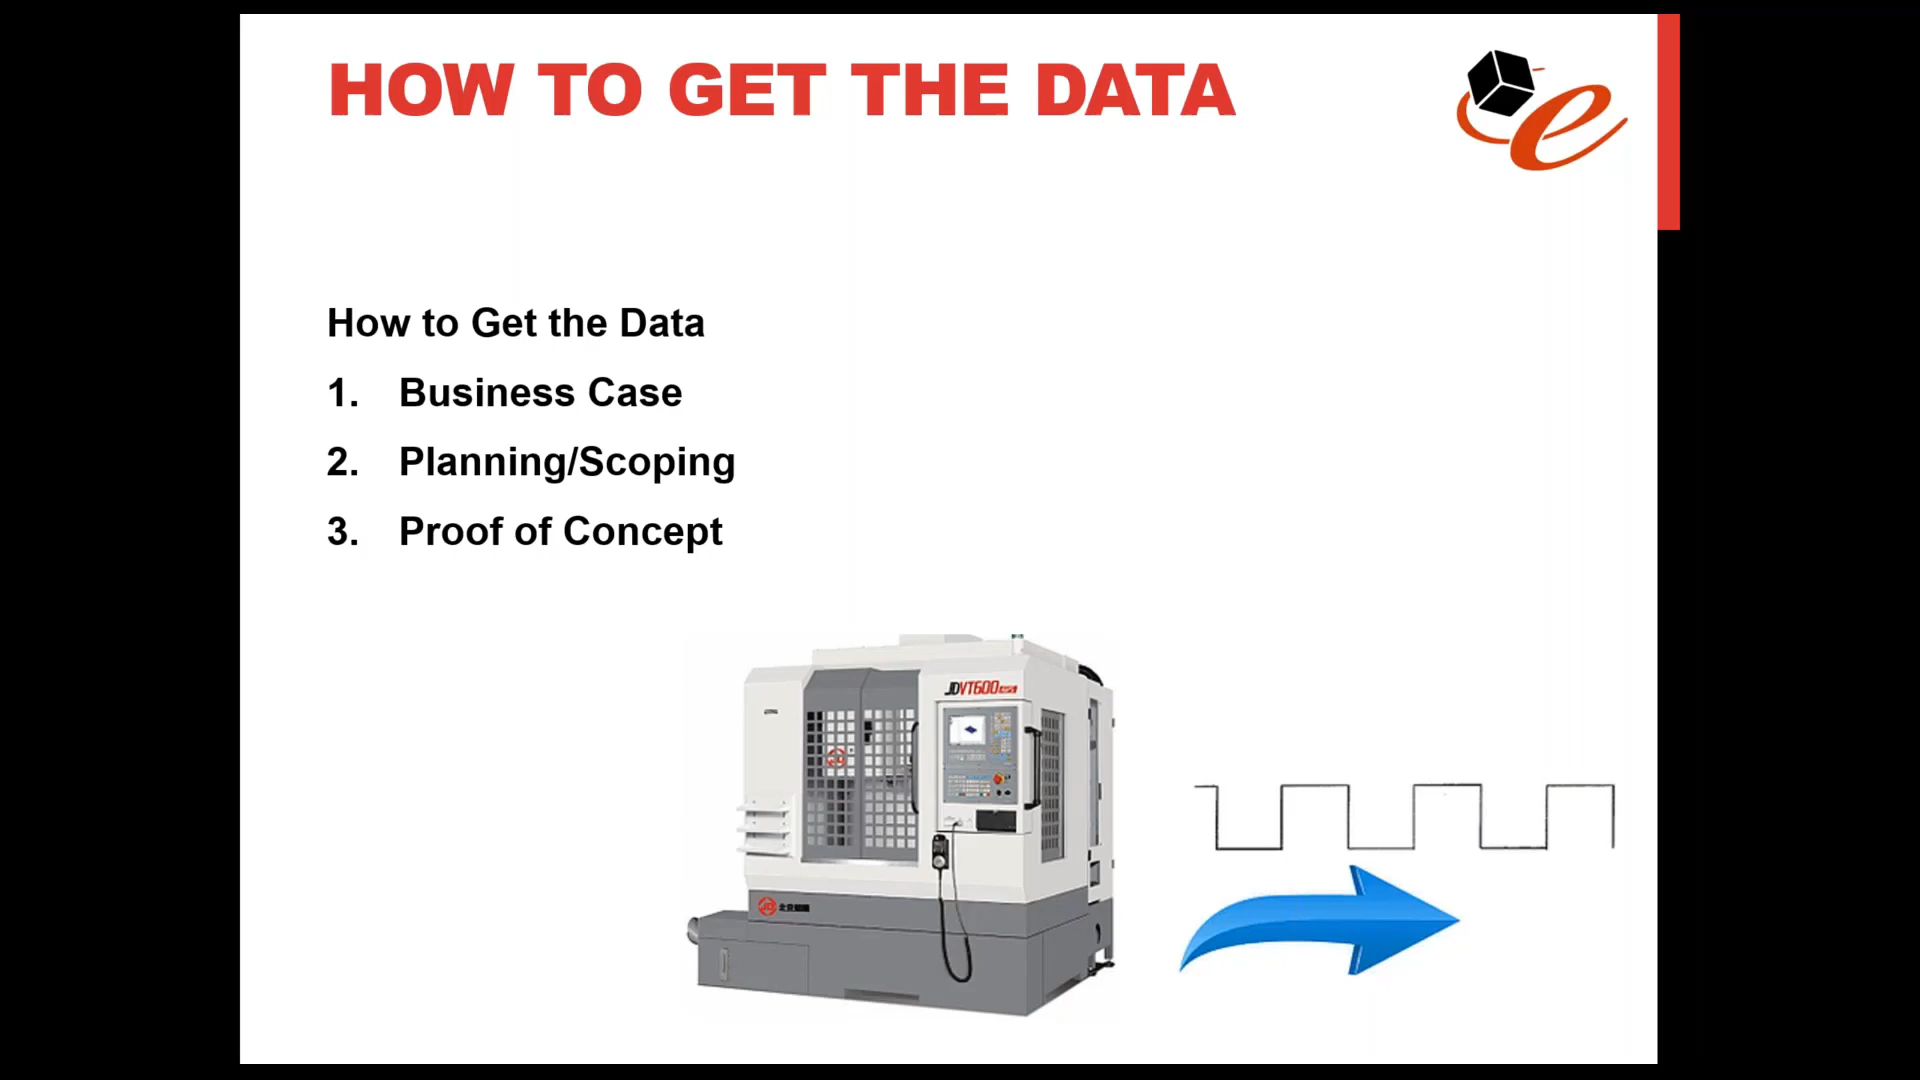 HOW TO GET THE DATA
How to Get the Data
1. Business Case
2. Planning/Scoping
3. Proof of Concept
JDVT600